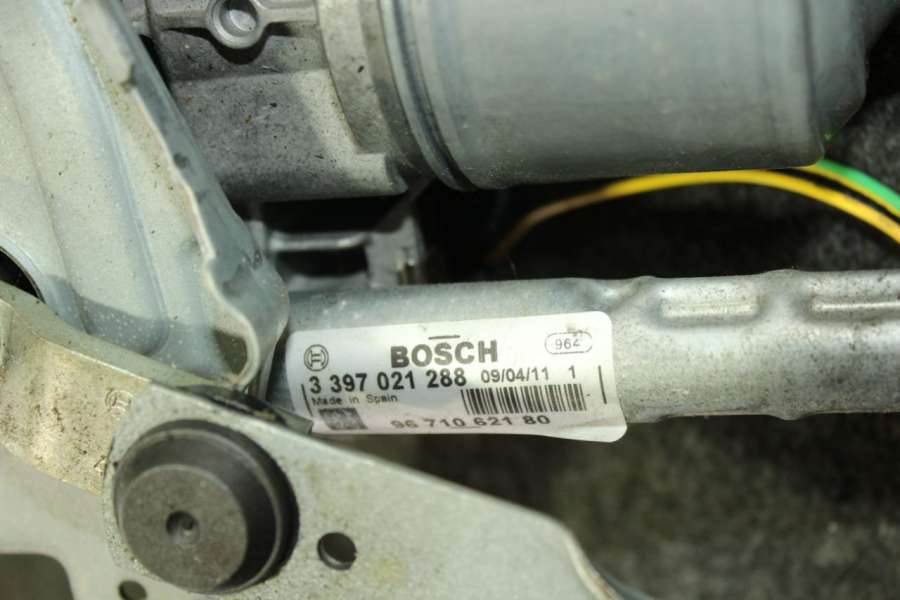 BOSCH 964
3 397 021 288 09/04/11 1
Made in Spain
96 710 621 80